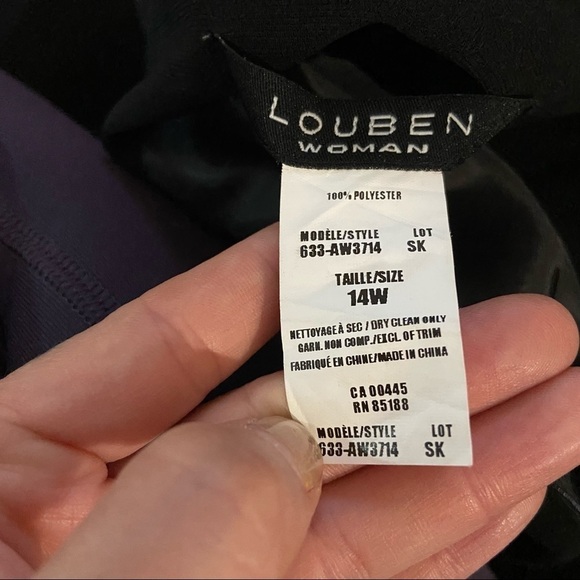 LOUBEN
WOMAN
100% POLYESTER
MODÈLE/STYLE LOT
633-AW3714 SK
TAILLE/SIZE
14W
NETTOYAGE À SEC / DRY CLEAN ONLY
GARN. NON COMP./EXCL. OF TRIM
FABRIQUÉ EN CHINE/MADE IN CHINA
CA 00445
RN 85188
MODÈLE/STYLE LOT
633-AW3714 SK